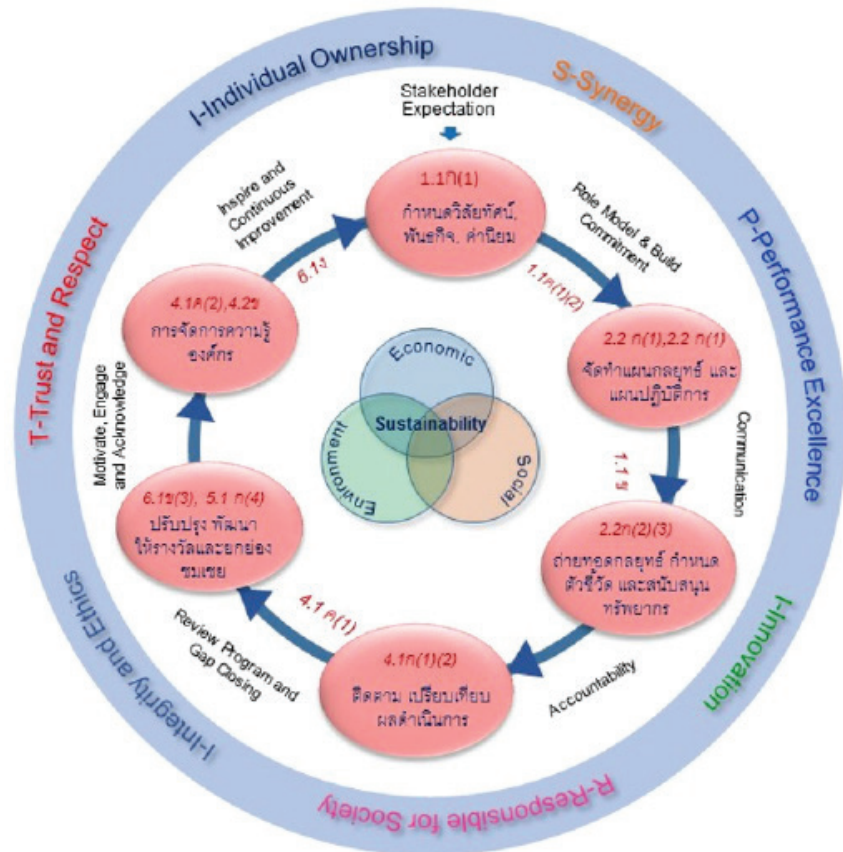 I-Individual Ownership
S-Synergy
P-Performance Excellence
I-Innovation
R-Responsible for Society
I-Integrity and Ethics
T-Trust and Respect
Stakeholder
Expectation
1.1ก(1)
กำหนดวิสัยทัศน์,
พันธกิจ, ค่านิยม
Role Model & Build
Commitment
1.1ค(1)(2)
2.2 ก(1),2.2 ก(1)
จัดทำแผนกลยุทธ์ และ
แผนปฏิบัติการ
Communication
1.1 ข
2.2ก(2)(3)
ถ่ายทอดกลยุทธ์ กำหนด
ตัวชี้วัด และสนับสนุน
ทรัพยากร
Accountability
4.1ก(1)(2)
ติดตาม เปรียบเทียบ
ผลดำเนินการ
4.1 ค(1)
Review Program and
Gap Closing
6.1ข(3), 5.1 ก(4)
ปรับปรุง พัฒนา
ให้รางวัลและยกย่อง
ชมเชย
Motivate, Engage
and Acknowledge
4.1ค(2),4.2ข
การจัดการความรู้
องค์กร
Inspire and
Continuous
Improvement
6.1ง
Economic
Sustainability
Environment
Social